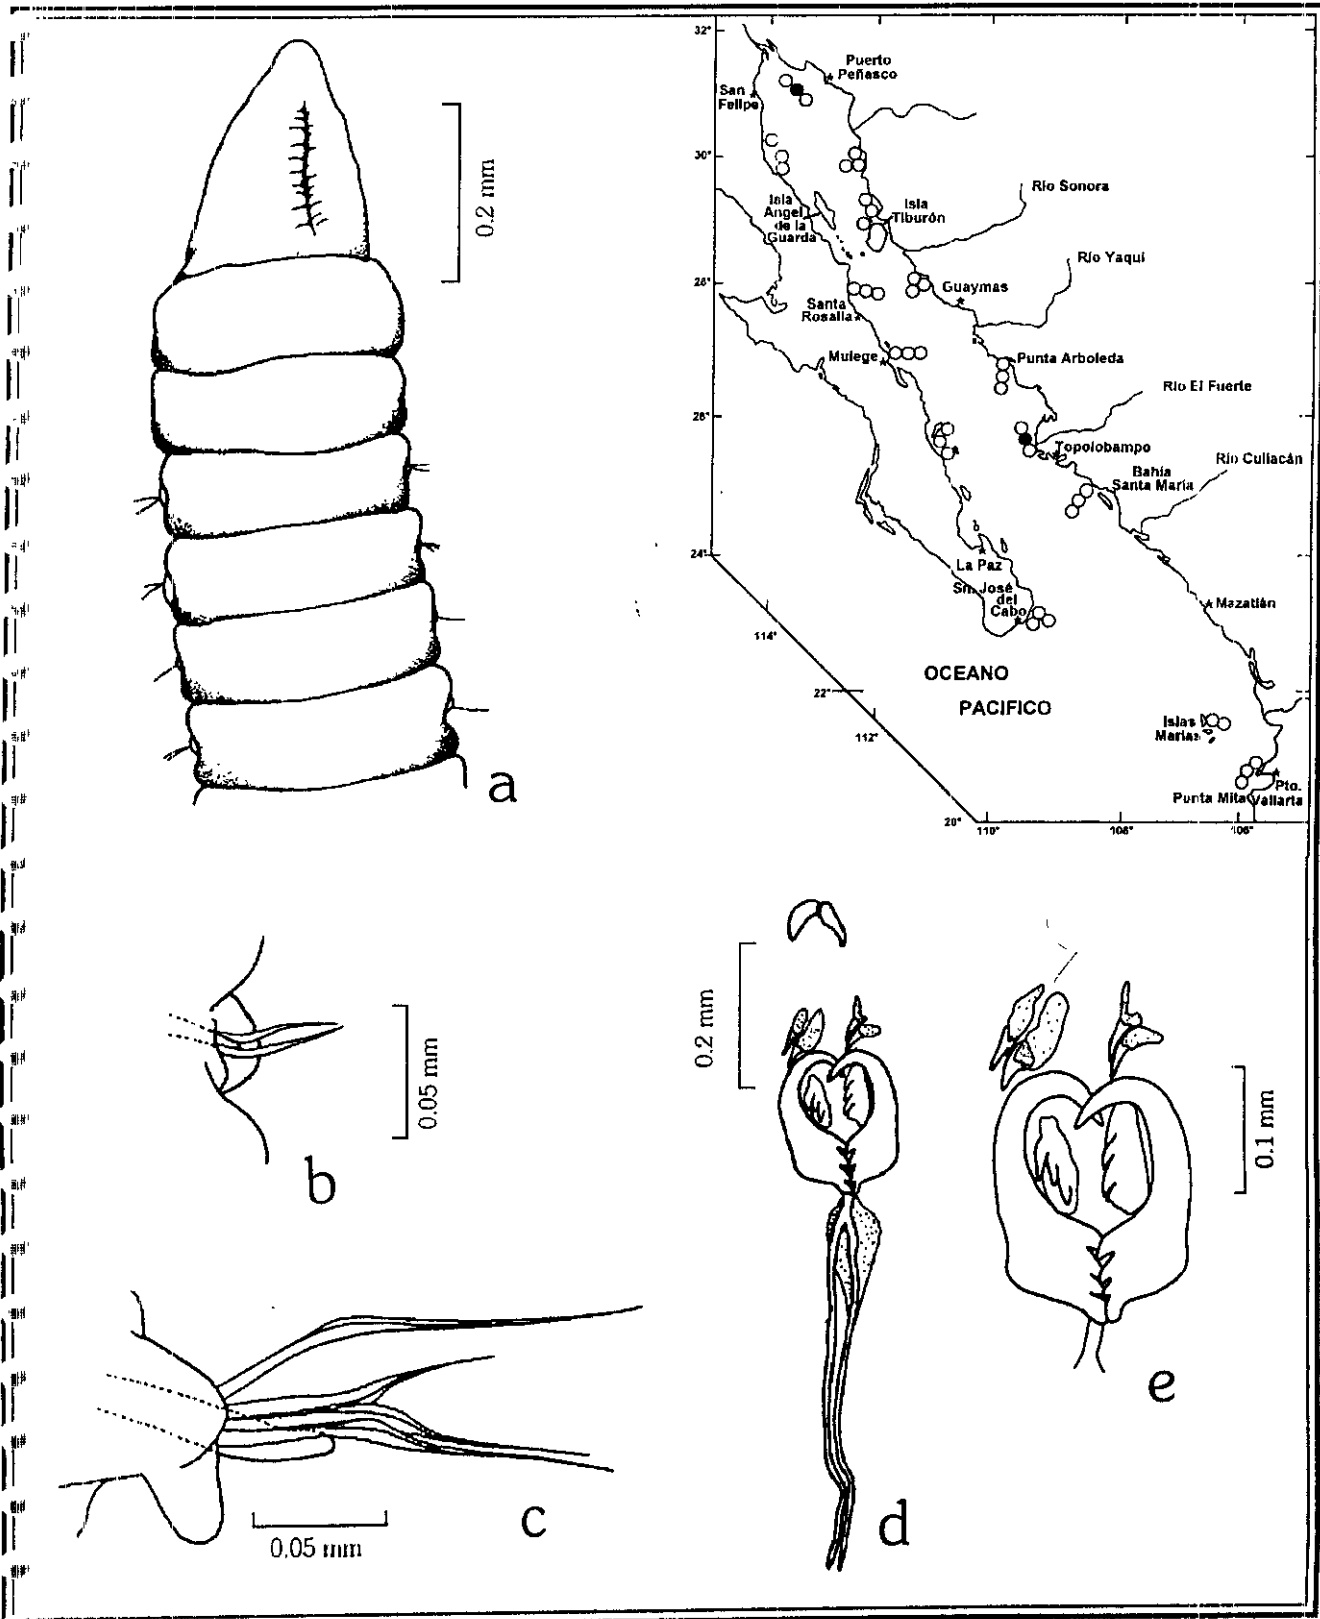 0.2 mm
a
32°
30°
28°
26°
24°
22°
20°
114°
112°
110°
108°
106°
Puerto
Peñasco
San
Felipe
Isla
Angel
de la
Guarda
Isla
Tiburón
Río Sonora
Río Yaqui
Guaymas
Santa
Rosalía
Mulege
Punta Arboleda
Río El Fuerte
Topolobampo
Bahía
Santa María
Río Culiacán
La Paz
Sn. José
del
Cabo
Mazatlán
OCEANO
PACIFICO
Islas
Marías
Pto.
Punta Mita Vallarta
0.05 mm
b
0.05 mm
c
0.2 mm
d
0.1 mm
e